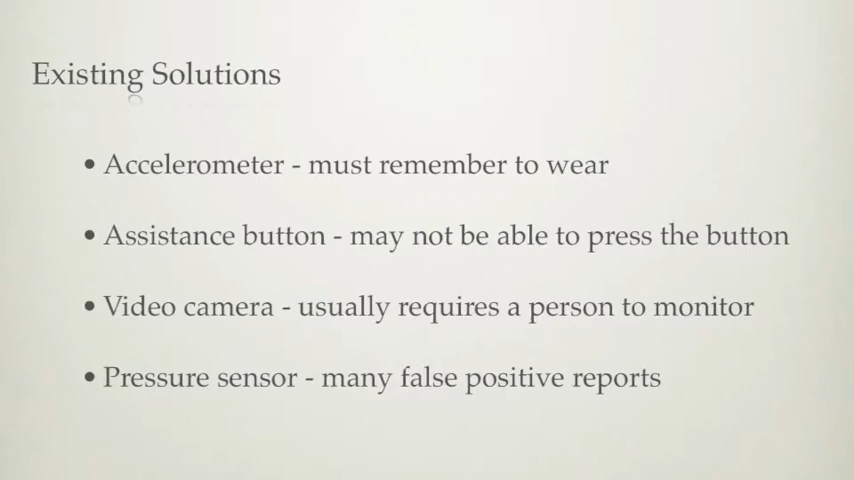 Existing Solutions
• Accelerometer - must remember to wear
• Assistance button - may not be able to press the button
• Video camera - usually requires a person to monitor
• Pressure sensor - many false positive reports